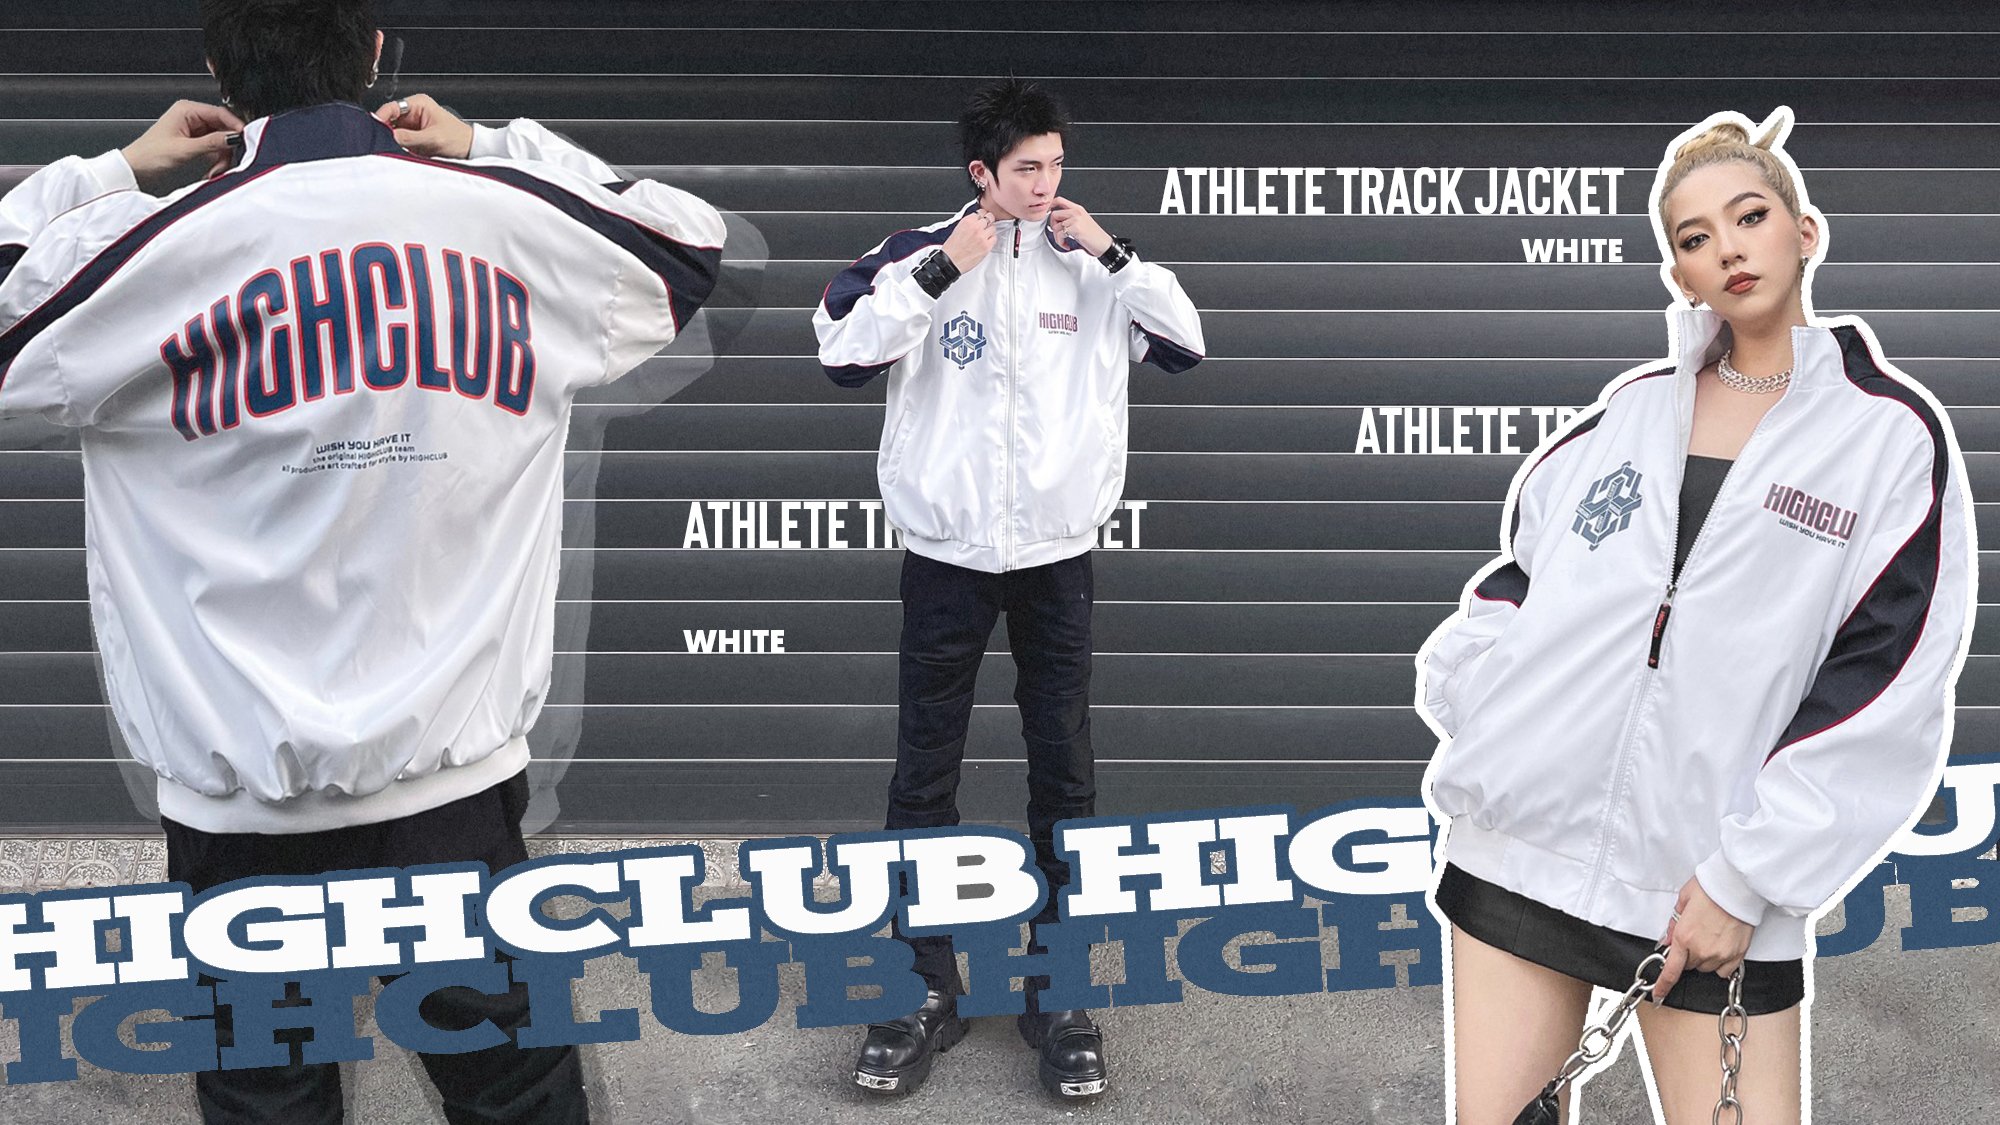 HIGHCLUB
WISH YOU HAVE IT
the original HIGHCLUB team
all products art crafted for style by HIGHCLUB
HIGHCLUB
ATHLETE TRACK JACKET
WHITE
ATHLETE TR
ET
WHITE
ATHLETE TR
HIGHCLU
WISH YOU HAVE IT
HIGHCLUB HIG
U
IGHCLUB HIGH
UB